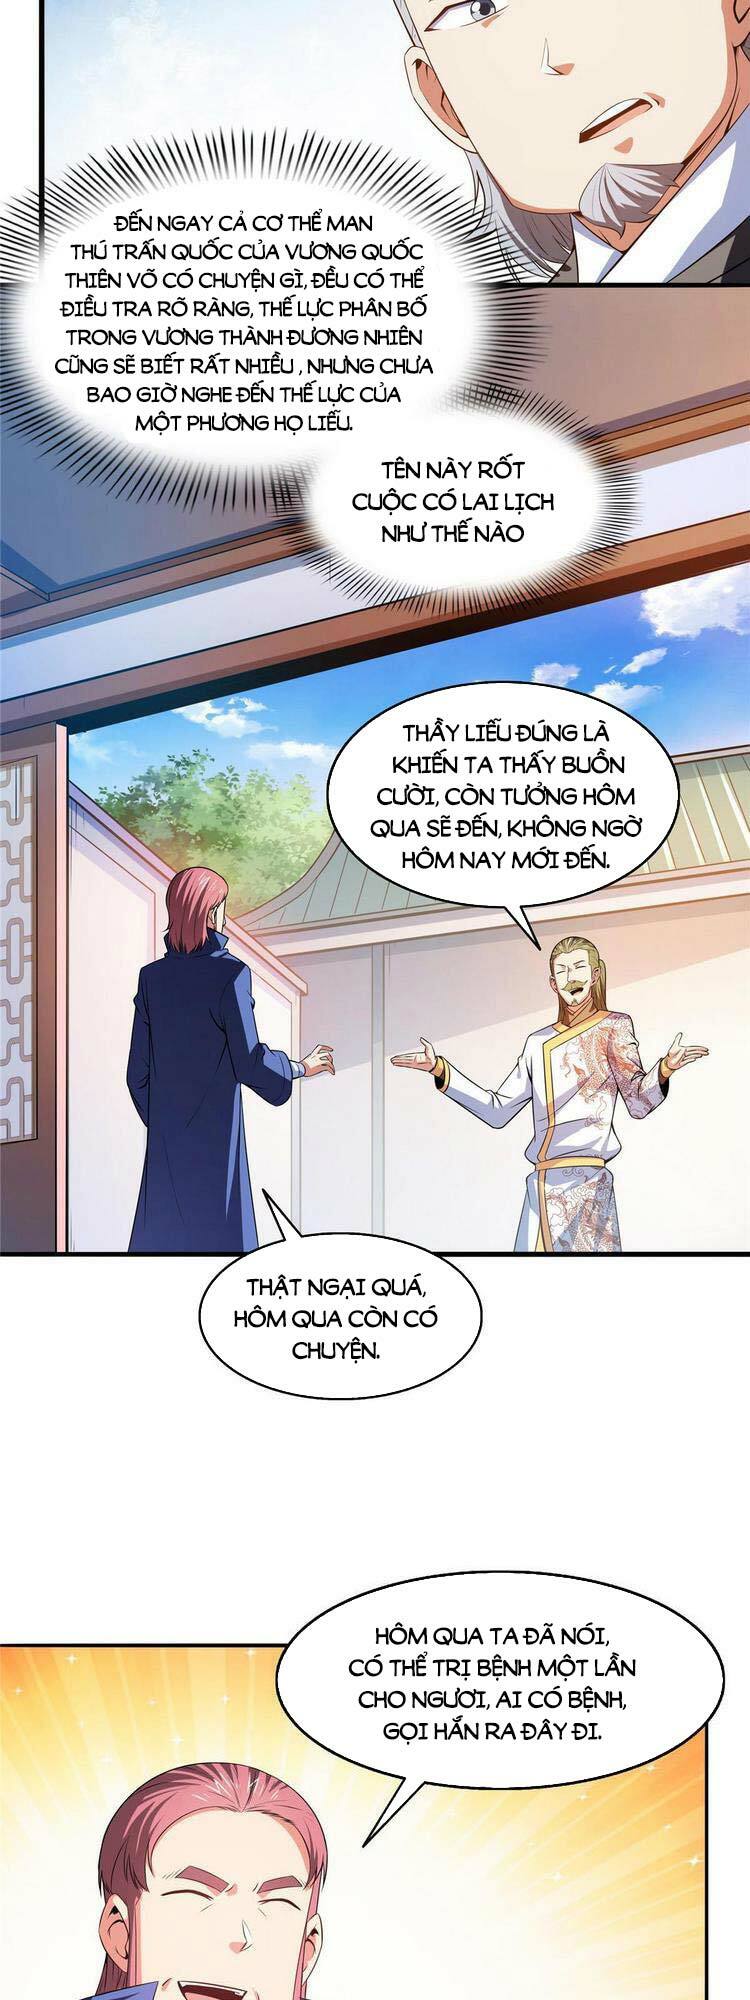 ĐẾN NGAY CẢ CƠ THỂ MAN
THÚ TRẤN QUỐC CỦA VƯƠNG QUỐC
THIÊN VÕ CÓ CHUYỆN GÌ, ĐỀU CÓ THỂ
ĐIỀU TRA RÕ RÀNG, THẾ LỰC PHÂN BỐ
TRONG VƯƠNG THÀNH ĐƯƠNG NHIÊN
CŨNG SẼ BIẾT RẤT NHIỀU , NHƯNG CHƯA
BAO GIỜ NGHE ĐẾN THẾ LỰC CỦA
MỘT PHƯƠNG HỌ LIỄU.
TÊN NÀY RỐT
CUỘC CÓ LAI LỊCH
NHƯ THẾ NÀO
THẦY LIỄU ĐÚNG LÀ
KHIẾN TA THẤY BUỒN
CƯỜI, CÒN TƯỞNG HÔM
QUA SẼ ĐẾN, KHÔNG NGỜ
HÔM NAY MỚI ĐẾN.
THẬT NGẠI QUÁ,
HÔM QUA CÒN CÓ
CHUYỆN.
HÔM QUA TA ĐÃ NÓI,
CÓ THỂ TRỊ BỆNH MỘT LẦN
CHO NGƯƠI, AI CÓ BỆNH,
GỌI HẮN RA ĐÂY ĐI.